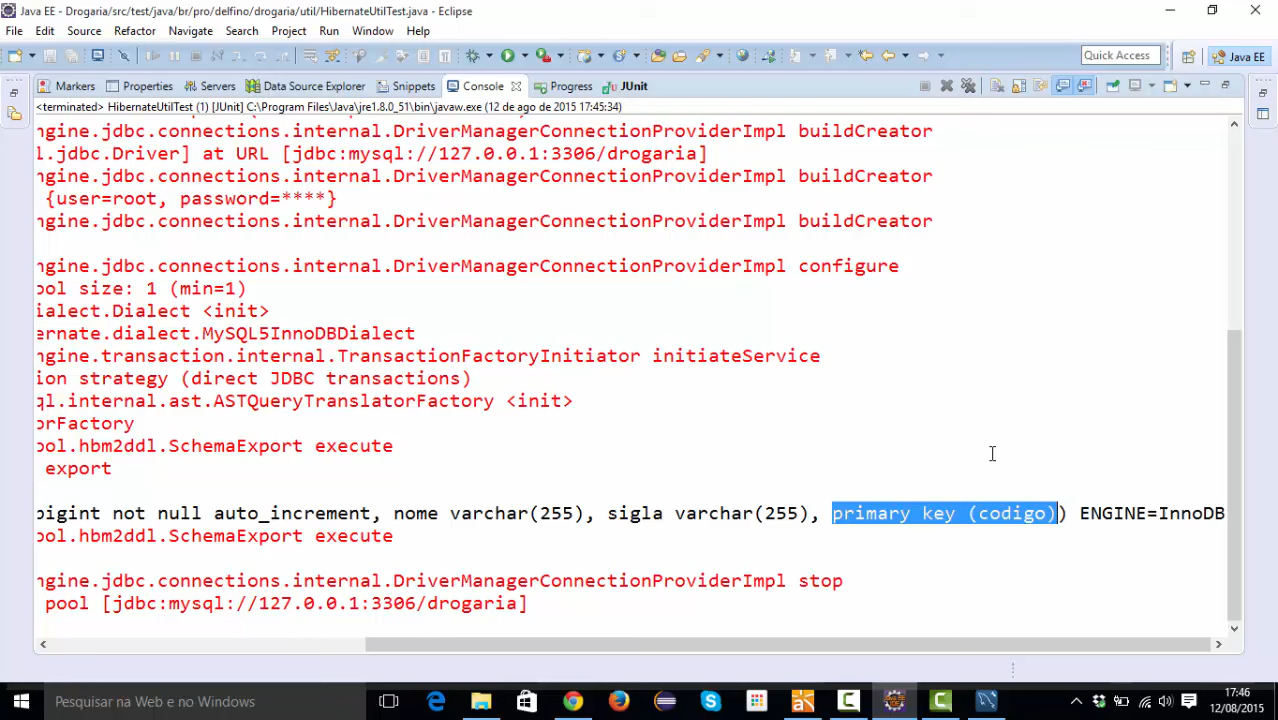 Java EE - Drogaria/src/test/java/br/pro/delfino/drogaria/util/HibernateUtilTest.java - Eclipse
File Edit Source Refactor Navigate Search Project Run Window Help
Quick Access Java EE
Markers Properties Servers Data Source Explorer Snippets Console Progress JUnit
<terminated> HibernateUtilTest (1) [JUnit] C:\Program Files\Java\jre1.8.0_51\bin\javaw.exe (12 de ago de 2015 17:45:34)
ngine.jdbc.connections.internal.DriverManagerConnectionProviderImpl buildCreator
l.jdbc.Driver] at URL [jdbc:mysql://127.0.0.1:3306/drogaria]
ngine.jdbc.connections.internal.DriverManagerConnectionProviderImpl buildCreator
{user=root, password=****}
ngine.jdbc.connections.internal.DriverManagerConnectionProviderImpl buildCreator
ngine.jdbc.connections.internal.DriverManagerConnectionProviderImpl configure
ool size: 1 (min=1)
ialect.Dialect <init>
ernate.dialect.MySQL5InnoDBDialect
ngine.transaction.internal.TransactionFactoryInitiator initiateService
ion strategy (direct JDBC transactions)
ql.internal.ast.ASTQueryTranslatorFactory <init>
orFactory
ool.hbm2ddl.SchemaExport execute
export
bigint not null auto_increment, nome varchar(255), sigla varchar(255), primary key (codigo)) ENGINE=InnoDB
ool.hbm2ddl.SchemaExport execute
ngine.jdbc.connections.internal.DriverManagerConnectionProviderImpl stop
pool [jdbc:mysql://127.0.0.1:3306/drogaria]
Pesquisar na Web e no Windows
17:46
12/08/2015